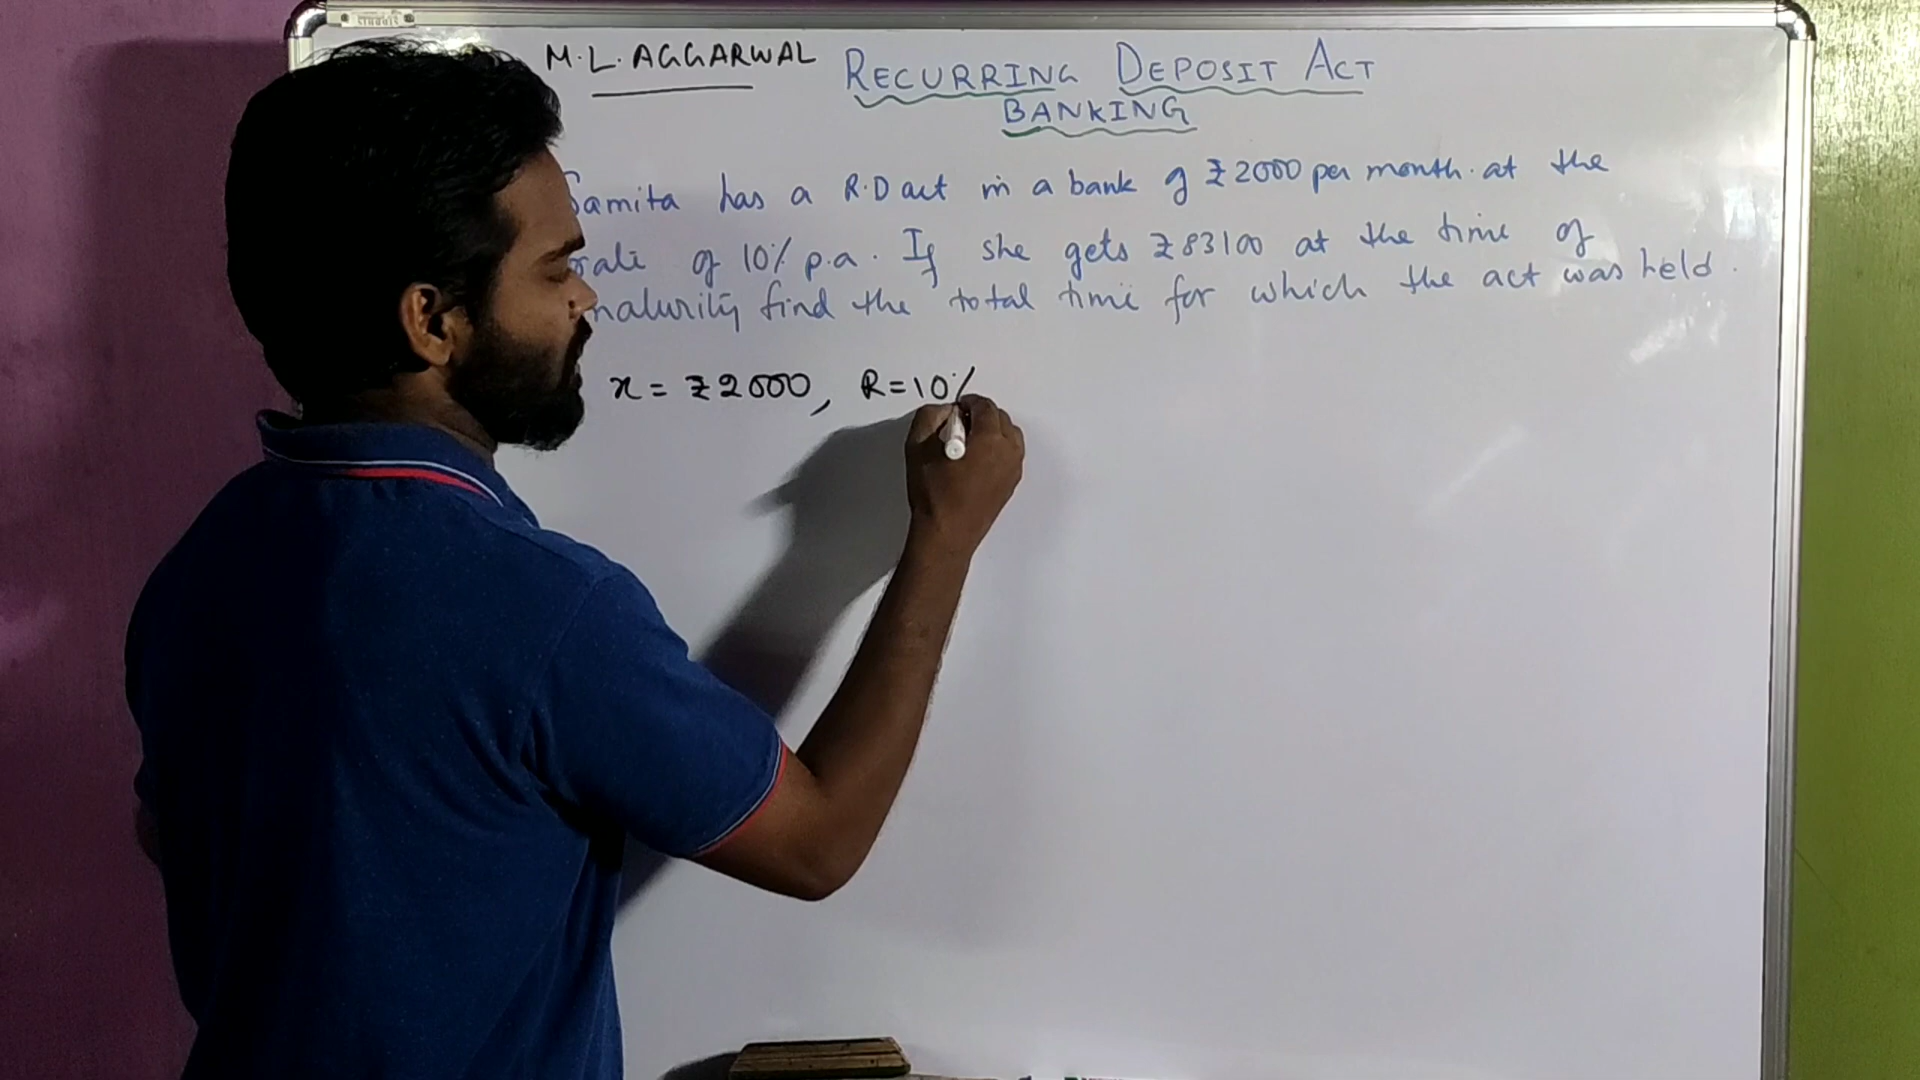 M.L. AGGARWAL RECURRING DEPOSIT ACT
BANKING
Samita has a R.D act in a bank of ₹2000 per month. at the
rate of 10% p.a. If she gets ₹83100 at the time of
maturity find the total time for which the act was held.
x = ₹2000, R=10%